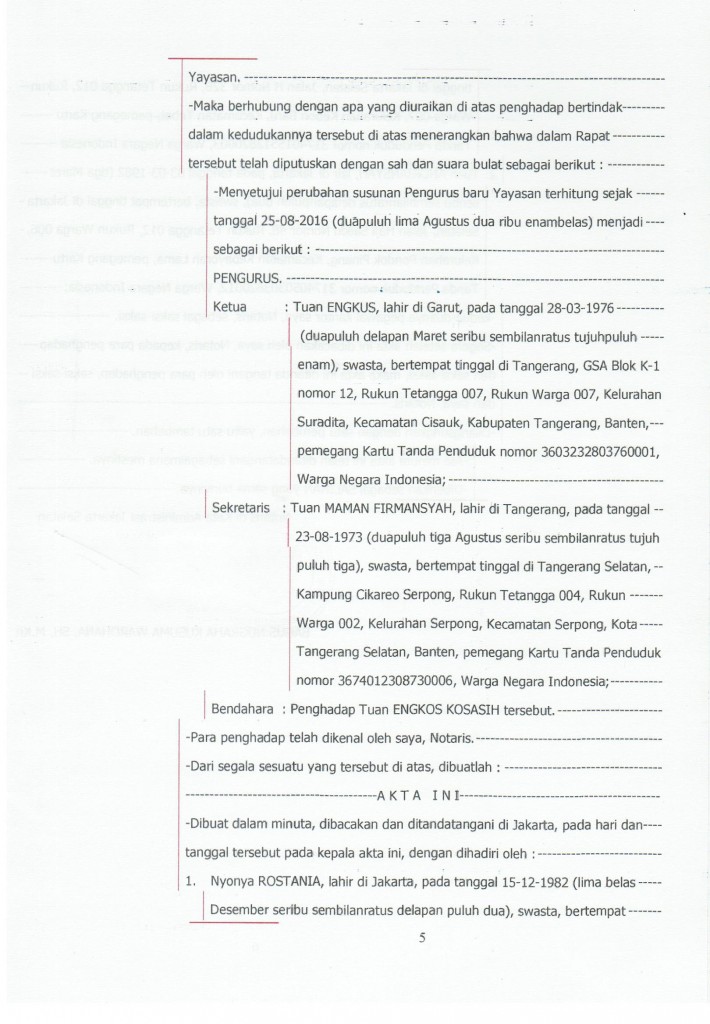 Yayasan. ------------------------------------------------------------------------
-Maka berhubung dengan apa yang diuraikan di atas penghadap bertindak---------
dalam kedudukannya tersebut di atas menerangkan bahwa dalam Rapat -----------
tersebut telah diputuskan dengan sah dan suara bulat sebagai berikut : -----------
-Menyetujui perubahan susunan Pengurus baru Yayasan terhitung sejak ------
tanggal 25-08-2016 (duapuluh lima Agustus dua ribu enambelas) menjadi ----
sebagai berikut : ------------------------------------------------------------
PENGURUS. -----------------------------------------------------------------
Ketua : Tuan ENGKUS, lahir di Garut, pada tanggal 28-03-1976 ----------
(duapuluh delapan Maret seribu sembilanratus tujuhpuluh -----
enam), swasta, bertempat tinggal di Tangerang, GSA Blok K-1
nomor 12, Rukun Tetangga 007, Rukun Warga 007, Kelurahan
Suradita, Kecamatan Cisauk, Kabupaten Tangerang, Banten,---
pemegang Kartu Tanda Penduduk nomor 3603232803760001,
Warga Negara Indonesia; --------------------------------------------
Sekretaris : Tuan MAMAN FIRMANSYAH, lahir di Tangerang, pada tanggal --
23-08-1973 (duapuluh tiga Agustus seribu sembilanratus tujuh
puluh tiga), swasta, bertempat tinggal di Tangerang Selatan, --
Kampung Cikareo Serpong, Rukun Tetangga 004, Rukun -------
Warga 002, Kelurahan Serpong, Kecamatan Serpong, Kota -----
Tangerang Selatan, Banten, pemegang Kartu Tanda Penduduk
nomor 3674012308730006, Warga Negara Indonesia;-----------
Bendahara : Penghadap Tuan ENGKOS KOSASIH tersebut. ----------------------
-Para penghadap telah dikenal oleh saya, Notaris. --------------------------------------
-Dari segala sesuatu yang tersebut di atas, dibuatlah : ---------------------------------
----------------------------------------A K T A I N I-----------------------------------------
-Dibuat dalam minuta, dibacakan dan ditandatangani di Jakarta, pada hari dan----
tanggal tersebut pada kepala akta ini, dengan dihadiri oleh : --------------------------
1. Nyonya ROSTANIA, lahir di Jakarta, pada tanggal 15-12-1982 (lima belas -----
Desember seribu sembilanratus delapan puluh dua), swasta, bertempat -------
5